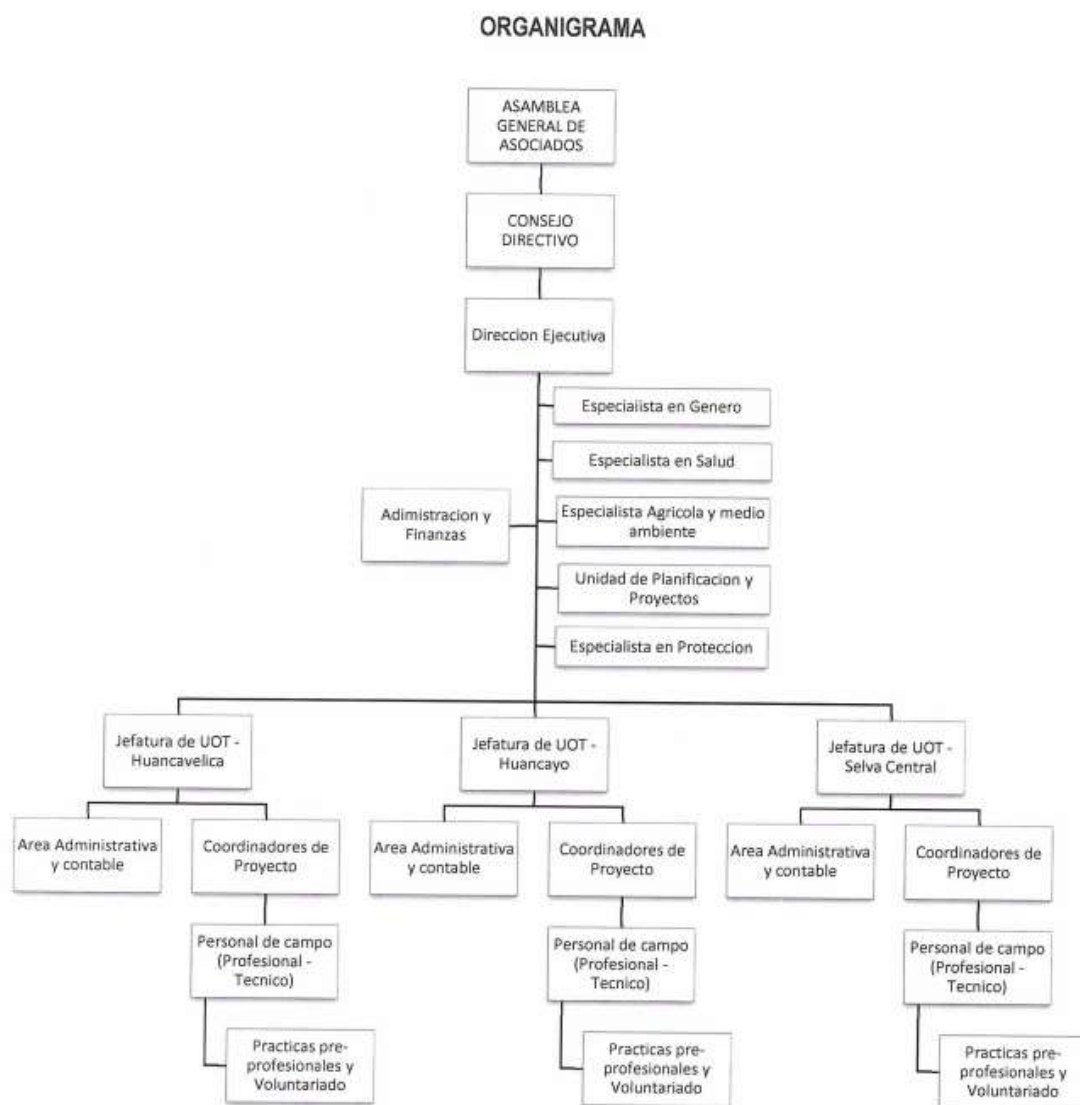 ORGANIGRAMA
ASAMBLEA
GENERAL DE
ASOCIADOS
CONSEJO
DIRECTIVO
Direccion Ejecutiva
Especialista en Genero
Especialista en Salud
Adimistracion y
Finanzas
Especialista Agricola y medio
ambiente
Unidad de Planificacion y
Proyectos
Especialista en Proteccion
Jefatura de UOT -
Huancavelica
Jefatura de UOT -
Huancayo
Jefatura de UOT -
Selva Central
Area Administrativa
y contable
Coordinadores de
Proyecto
Area Administrativa
y contable
Coordinadores de
Proyecto
Area Administrativa
y contable
Coordinadores de
Proyecto
Personal de campo
(Profesional -
Tecnico)
Personal de campo
(Profesional -
Tecnico)
Personal de campo
(Profesional -
Tecnico)
Practicas pre-
profesionales y
Voluntariado
Practicas pre-
profesionales y
Voluntariado
Practicas pre-
profesionales y
Voluntariado